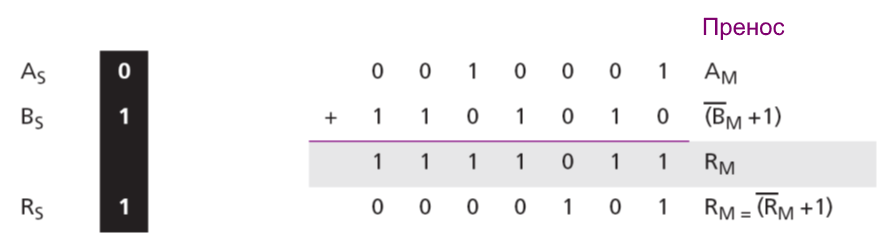 Пренос
A_S 0 0 0 1 0 0 0 1 A_M
B_S 1 + 1 1 0 1 0 1 0 (B̅_M +1)
1 1 1 1 0 1 1 R_M
R_S 1 0 0 0 0 1 0 1 R_M = (R̅_M +1)